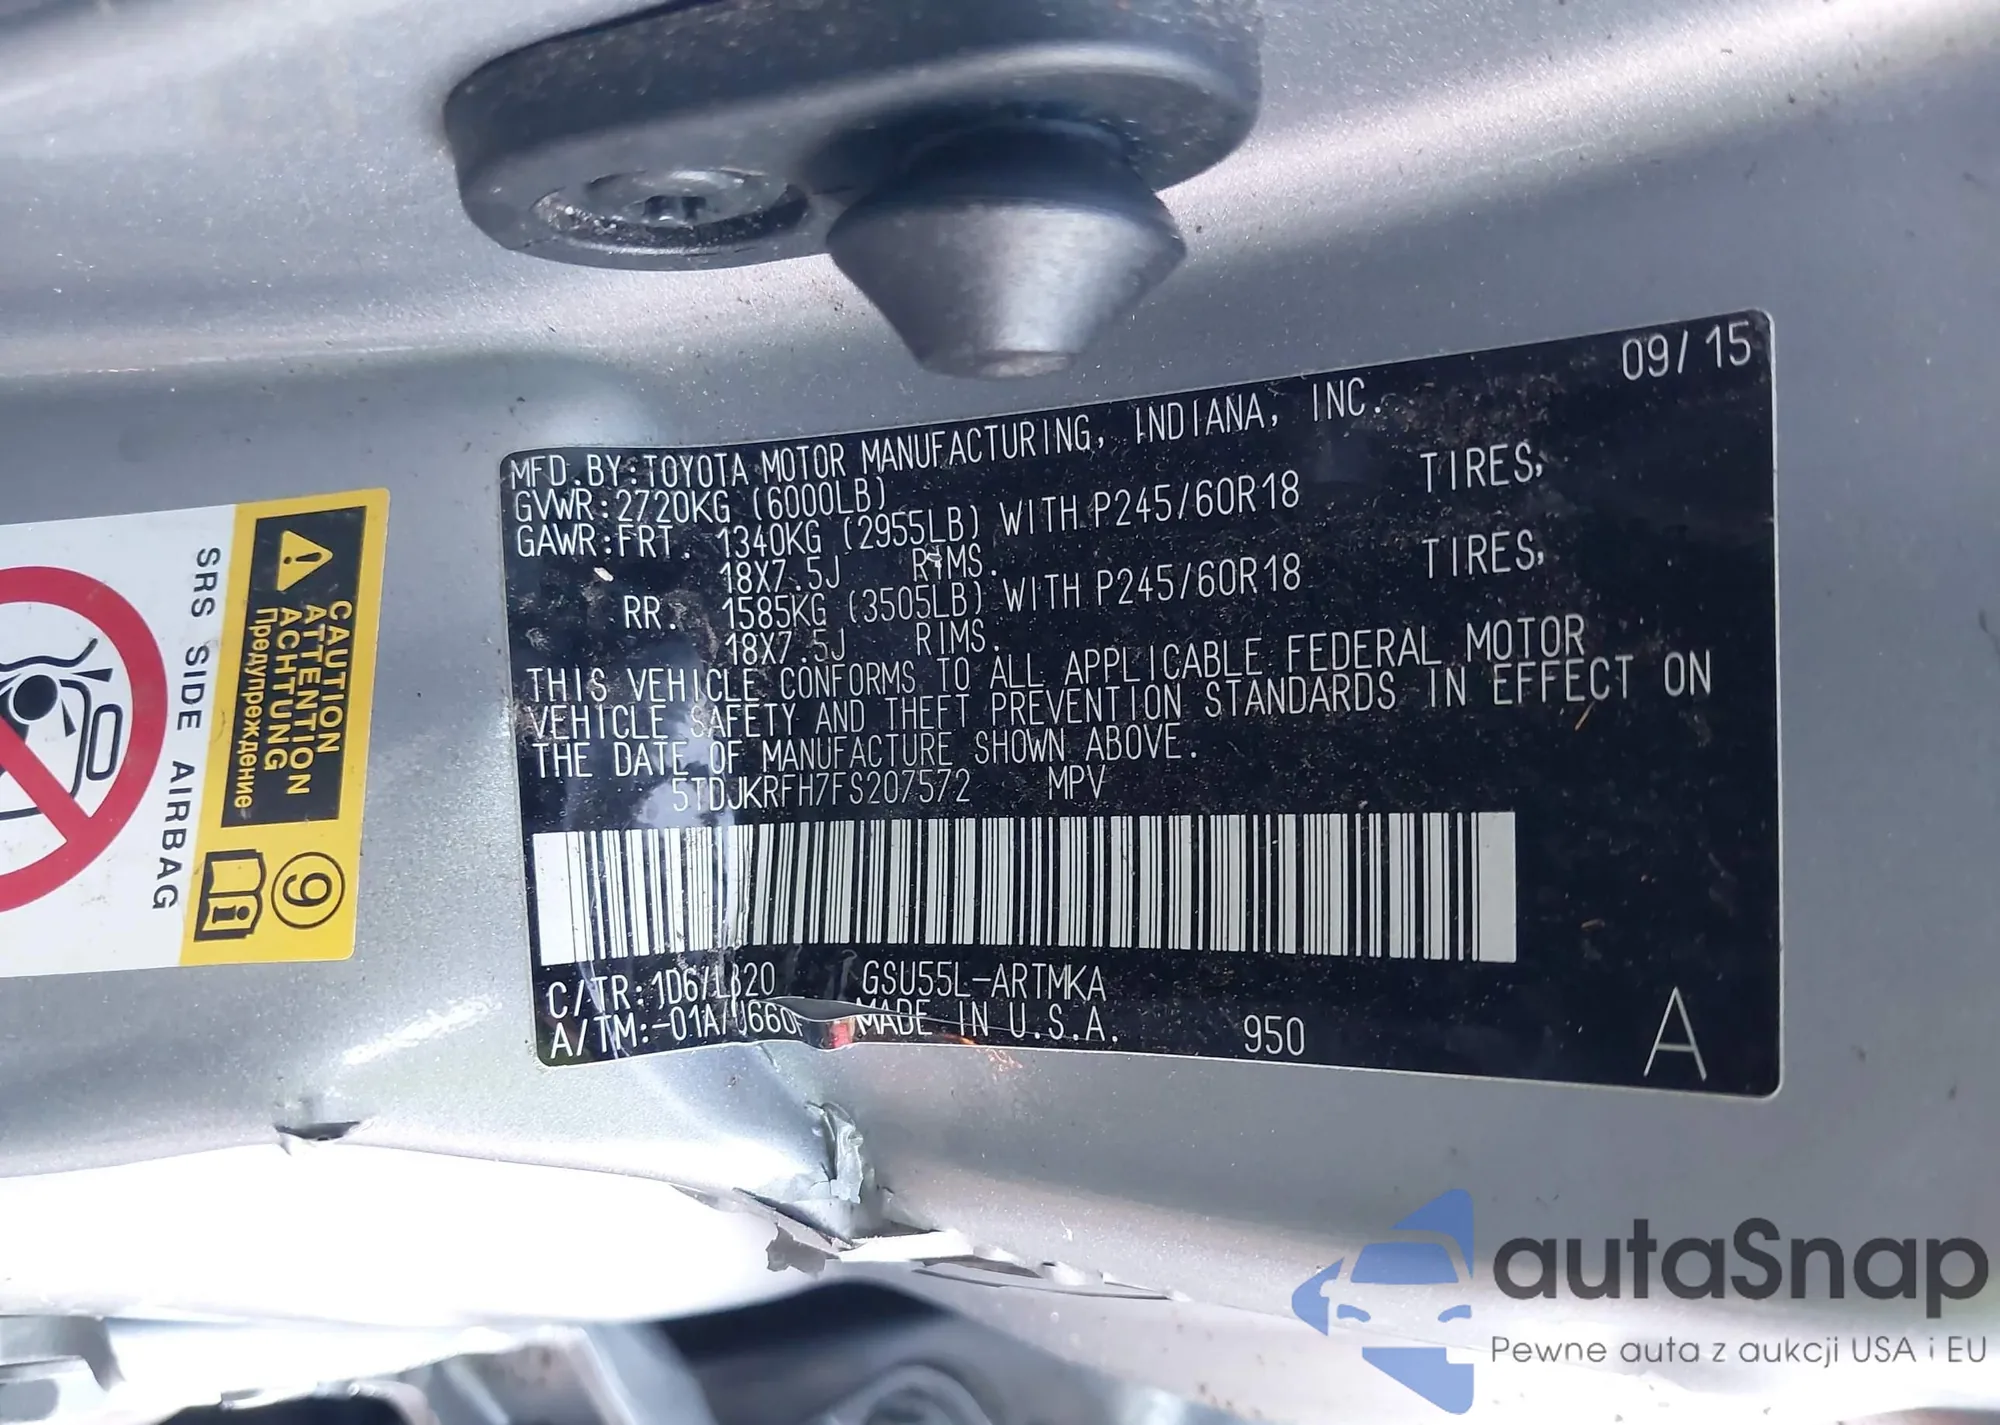 09/15
MFD.BY:TOYOTA MOTOR MANUFACTURING, INDIANA, INC.
GVWR:2720KG (6000LB)
GAWR:FRT. 1340KG (2955LB) WITH P245/60R18 TIRES,
18X7.5J RIMS.
RR. 1585KG (3505LB) WITH P245/60R18 TIRES,
18X7.5J RIMS.
THIS VEHICLE CONFORMS TO ALL APPLICABLE FEDERAL MOTOR
VEHICLE SAFETY AND THEFT PREVENTION STANDARDS IN EFFECT ON
THE DATE OF MANUFACTURE SHOWN ABOVE.
5TDJKRFH7FS207572 MPV
C/TR: GSU55L-ARTMKA
A/TM: MADE IN U.S.A. 950 A
CAUTION
ATTENTION
ACHTUNG
Предупреждение
SRS SIDE AIRBAG
9
i
autaSnap
Pewne auta z aukcji USA i EU